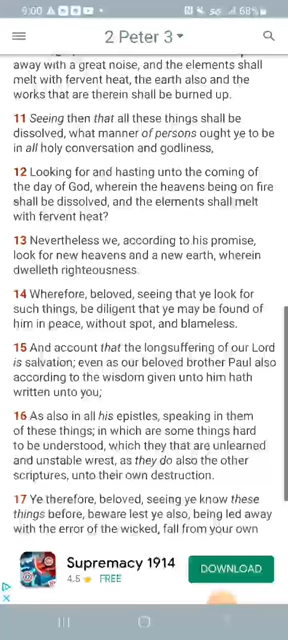 9:00
68%
2 Peter 3
away with a great noise, and the elements shall
melt with fervent heat, the earth also and the
works that are therein shall be burned up.
11 Seeing then that all these things shall be
dissolved, what manner of persons ought ye to be
in all holy conversation and godliness,
12 Looking for and hasting unto the coming of
the day of God, wherein the heavens being on fire
shall be dissolved, and the elements shall melt
with fervent heat?
13 Nevertheless we, according to his promise,
look for new heavens and a new earth, wherein
dwelleth righteousness.
14 Wherefore, beloved, seeing that ye look for
such things, be diligent that ye may be found of
him in peace, without spot, and blameless.
15 And account that the longsuffering of our Lord
is salvation; even as our beloved brother Paul also
according to the wisdom given unto him hath
written unto you;
16 As also in all his epistles, speaking in them
of these things; in which are some things hard
to be understood, which they that are unlearned
and unstable wrest, as they do also the other
scriptures, unto their own destruction.
17 Ye therefore, beloved, seeing ye know these
things before, beware lest ye also, being led away
with the error of the wicked, fall from your own
Supremacy 1914
4.5 FREE
DOWNLOAD